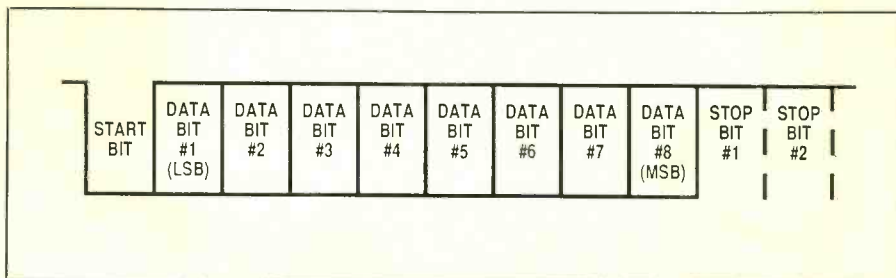 START
BIT
DATA
BIT
#1
(LSB)
DATA
BIT
#2
DATA
BIT
#3
DATA
BIT
#4
DATA
BIT
#5
DATA
BIT
#6
DATA
BIT
#7
DATA
BIT
#8
(MSB)
STOP
BIT
#1
STOP
BIT
#2